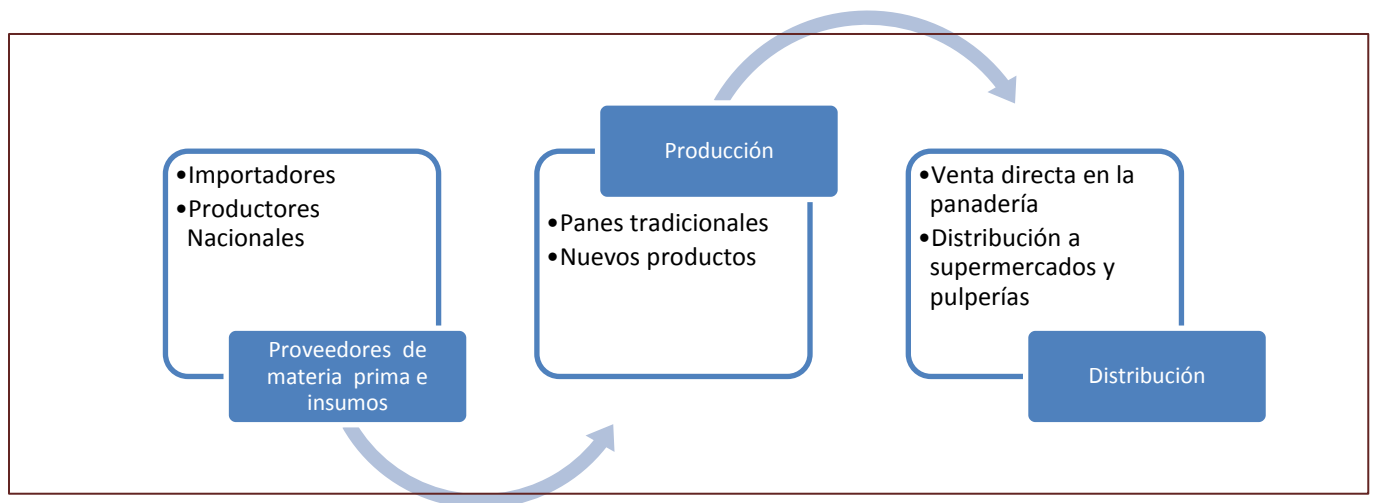 •Importadores
•Productores
Nacionales
Proveedores de
materia prima e
insumos
Producción
•Panes tradicionales
•Nuevos productos
•Venta directa en la
panadería
•Distribución a
supermercados y
pulperías
Distribución